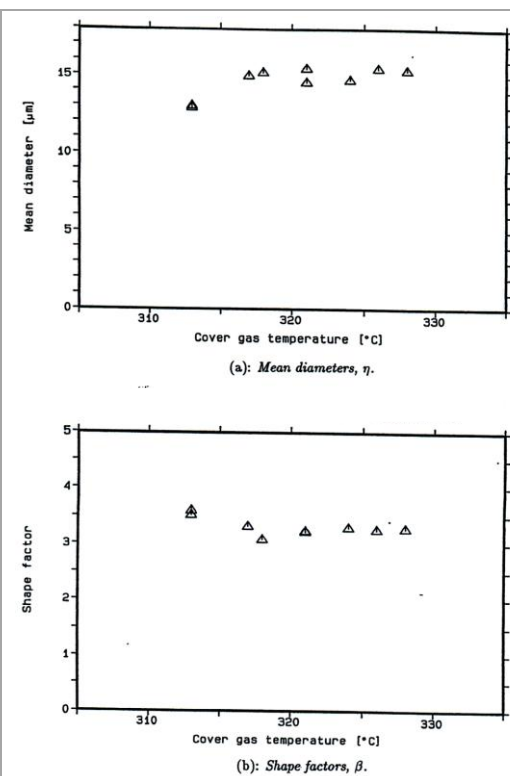 Mean diameter [μm]
15
10
5
0
310
320
330
Cover gas temperature [°C]
(a): Mean diameters, η.
Shape factor
5
4
3
2
1
0
310
320
330
Cover gas temperature [°C]
(b): Shape factors, β.